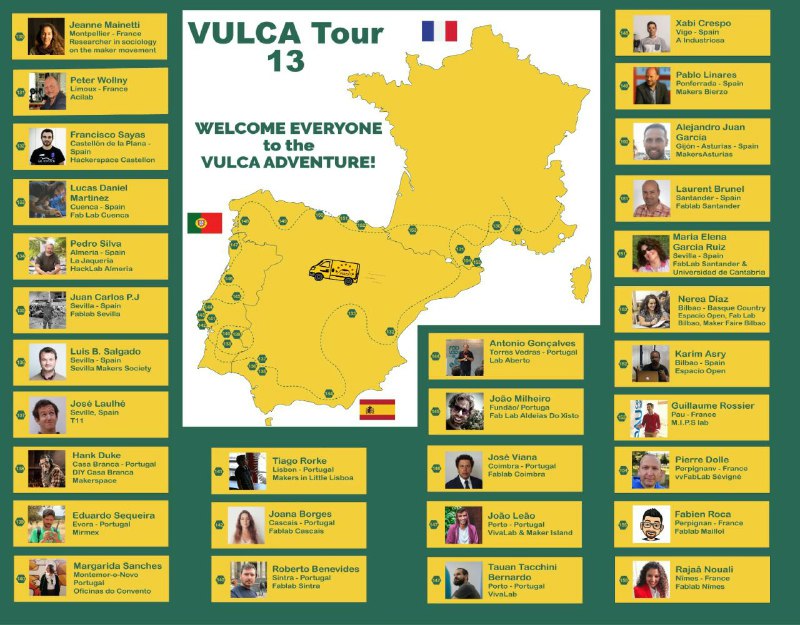 VULCA Tour
13
WELCOME EVERYONE
to the
VULCA ADVENTURE!
Jeanne Mainetti
Montpellier - France
Researcher in sociology
on the maker movement
Peter Wollny
Limoux - France
Acilab
Francisco Sayas
Castellón de la Plana -
Spain
Hackerspace Castellon
Lucas Daniel
Martinez
Cuenca - Spain
Fab Lab Cuenca
Pedro Silva
Almeria - Spain
La Jaqueria
HackLab Almeria
Juan Carlos P.J
Sevilla - Spain
Fablab Sevilla
Luis B. Salgado
Sevilla - Spain
Sevilla Makers Society
José Laulhé
Seville, Spain
T11
Hank Duke
Casa Branca - Portugal
DIY Casa Branca
Makerspace
Eduardo Sequeira
Evora - Portugal
Mirmex
Margarida Sanches
Montemor-o-Novo
Portugal
Oficinas do Convento
Tiago Rorke
Lisbon - Portugal
Makers in Little Lisboa
Joana Borges
Cascais - Portugal
Fablab Cascais
Roberto Benevides
Sintra - Portugal
Fablab Sintra
Antonio Gonçalves
Torres Vedras - Portugal
Lab Aberto
João Milheiro
Fundão/ Portuga
Fab Lab Aldeias Do Xisto
José Viana
Coimbra - Portugal
Fablab Coimbra
João Leão
Porto - Portugal
VivaLab & Maker Island
Tauan Tacchini
Bernardo
Porto - Portugal
VivaLab
Xabi Crespo
Vigo - Spain
A Industriosa
Pablo Linares
Ponferrada - Spain
Makers Bierzo
Alejandro Juan
Garcia
Gijón - Asturias - Spain
MakersAsturias
Laurent Brunel
Santander - Spain
Fablab Santander
Maria Elena
Garcia Ruiz
Sevilla - Spain
FabLab Santander &
Universidad de Cantabria
Nerea Diaz
Bilbao - Basque Country
Espacio Open, Fab Lab
Bilbao, Maker Faire Bilbao
Karim Asry
Bilbao - Spain
Espacio Open
Guillaume Rossier
Pau - France
M.I.P.S lab
Pierre Dolle
Perpignanv - France
vvFabLab Sévigné
Fabien Roca
Perpignan - France
Fablab Mailloi
Rajaâ Nouali
Nîmes - France
Fablab Nîmes